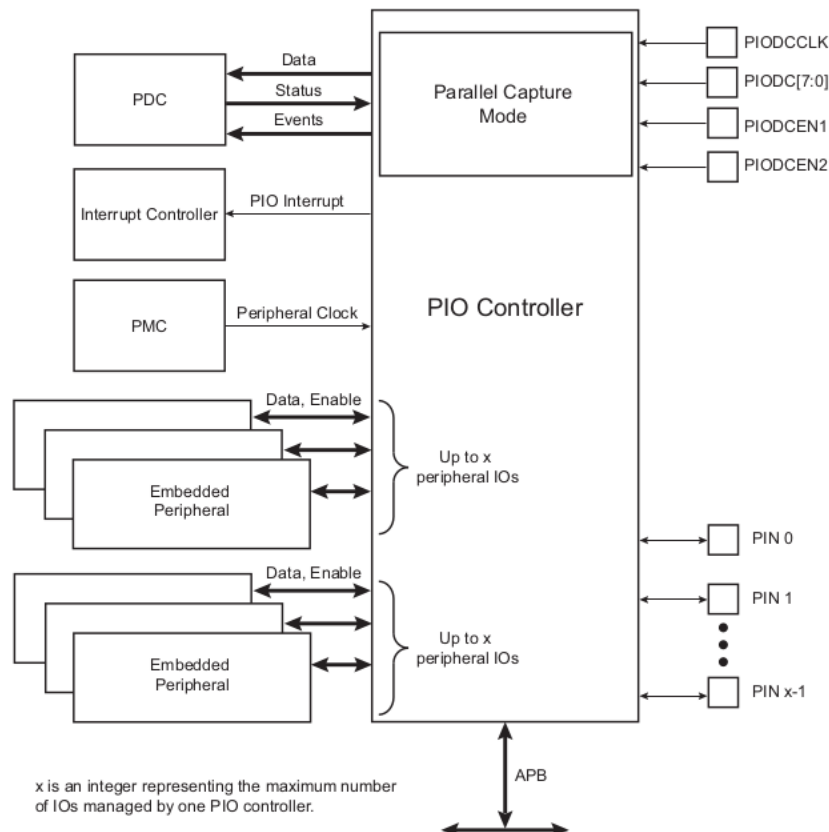 Data
PDC
Status
Events
Parallel Capture
Mode
PIODCCLK
PIODC[7:0]
PIODCEN1
PIODCEN2
Interrupt Controller
PIO Interrupt
PMC
Peripheral Clock
PIO Controller
Data, Enable
Up to x
peripheral IOs
Embedded
Peripheral
PIN 0
Data, Enable
PIN 1
Up to x
peripheral IOs
Embedded
Peripheral
PIN x-1
APB
x is an integer representing the maximum number
of IOs managed by one PIO controller.